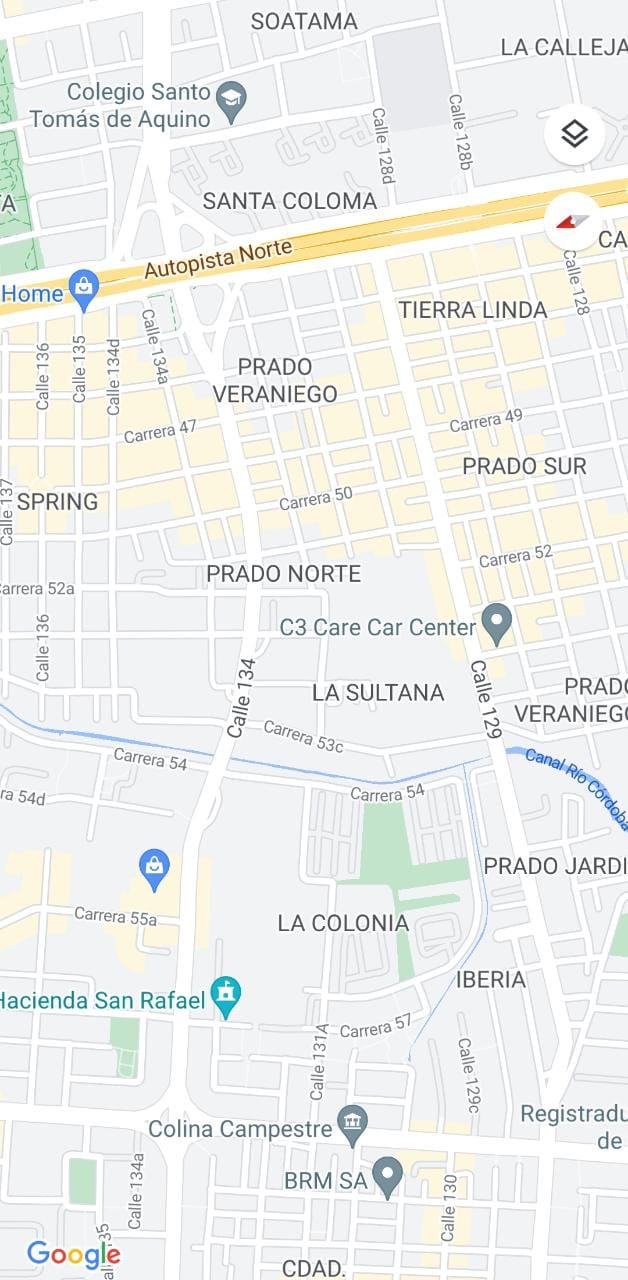 SOATAMA
LA CALLEJA
Colegio Santo
Tomás de Aquino
Calle 128d
Calle 128b
TA
SANTA COLOMA
Autopista Norte
CA
Home
Calle 128
TIERRA LINDA
Calle 136
Calle 135
Calle 134d
Calle 134a
PRADO
VERANIEGO
Carrera 47
Carrera 49
PRADO SUR
Calle 137
SPRING
Carrera 50
Carrera 52
PRADO NORTE
Carrera 52a
Calle 136
C3 Care Car Center
Calle 134
LA SULTANA
Calle 129
PRADO
VERANIEGO
Carrera 53c
Carrera 54
Canal Río Córdoba
ra 54d
Carrera 54
PRADO JARDI
Carrera 55a
LA COLONIA
IBERIA
Hacienda San Rafael
Carrera 57
Calle 131A
Calle 129c
Colina Campestre
Registradu
de
Calle 134a
BRM SA
Calle 130
35
Google
CDAD.